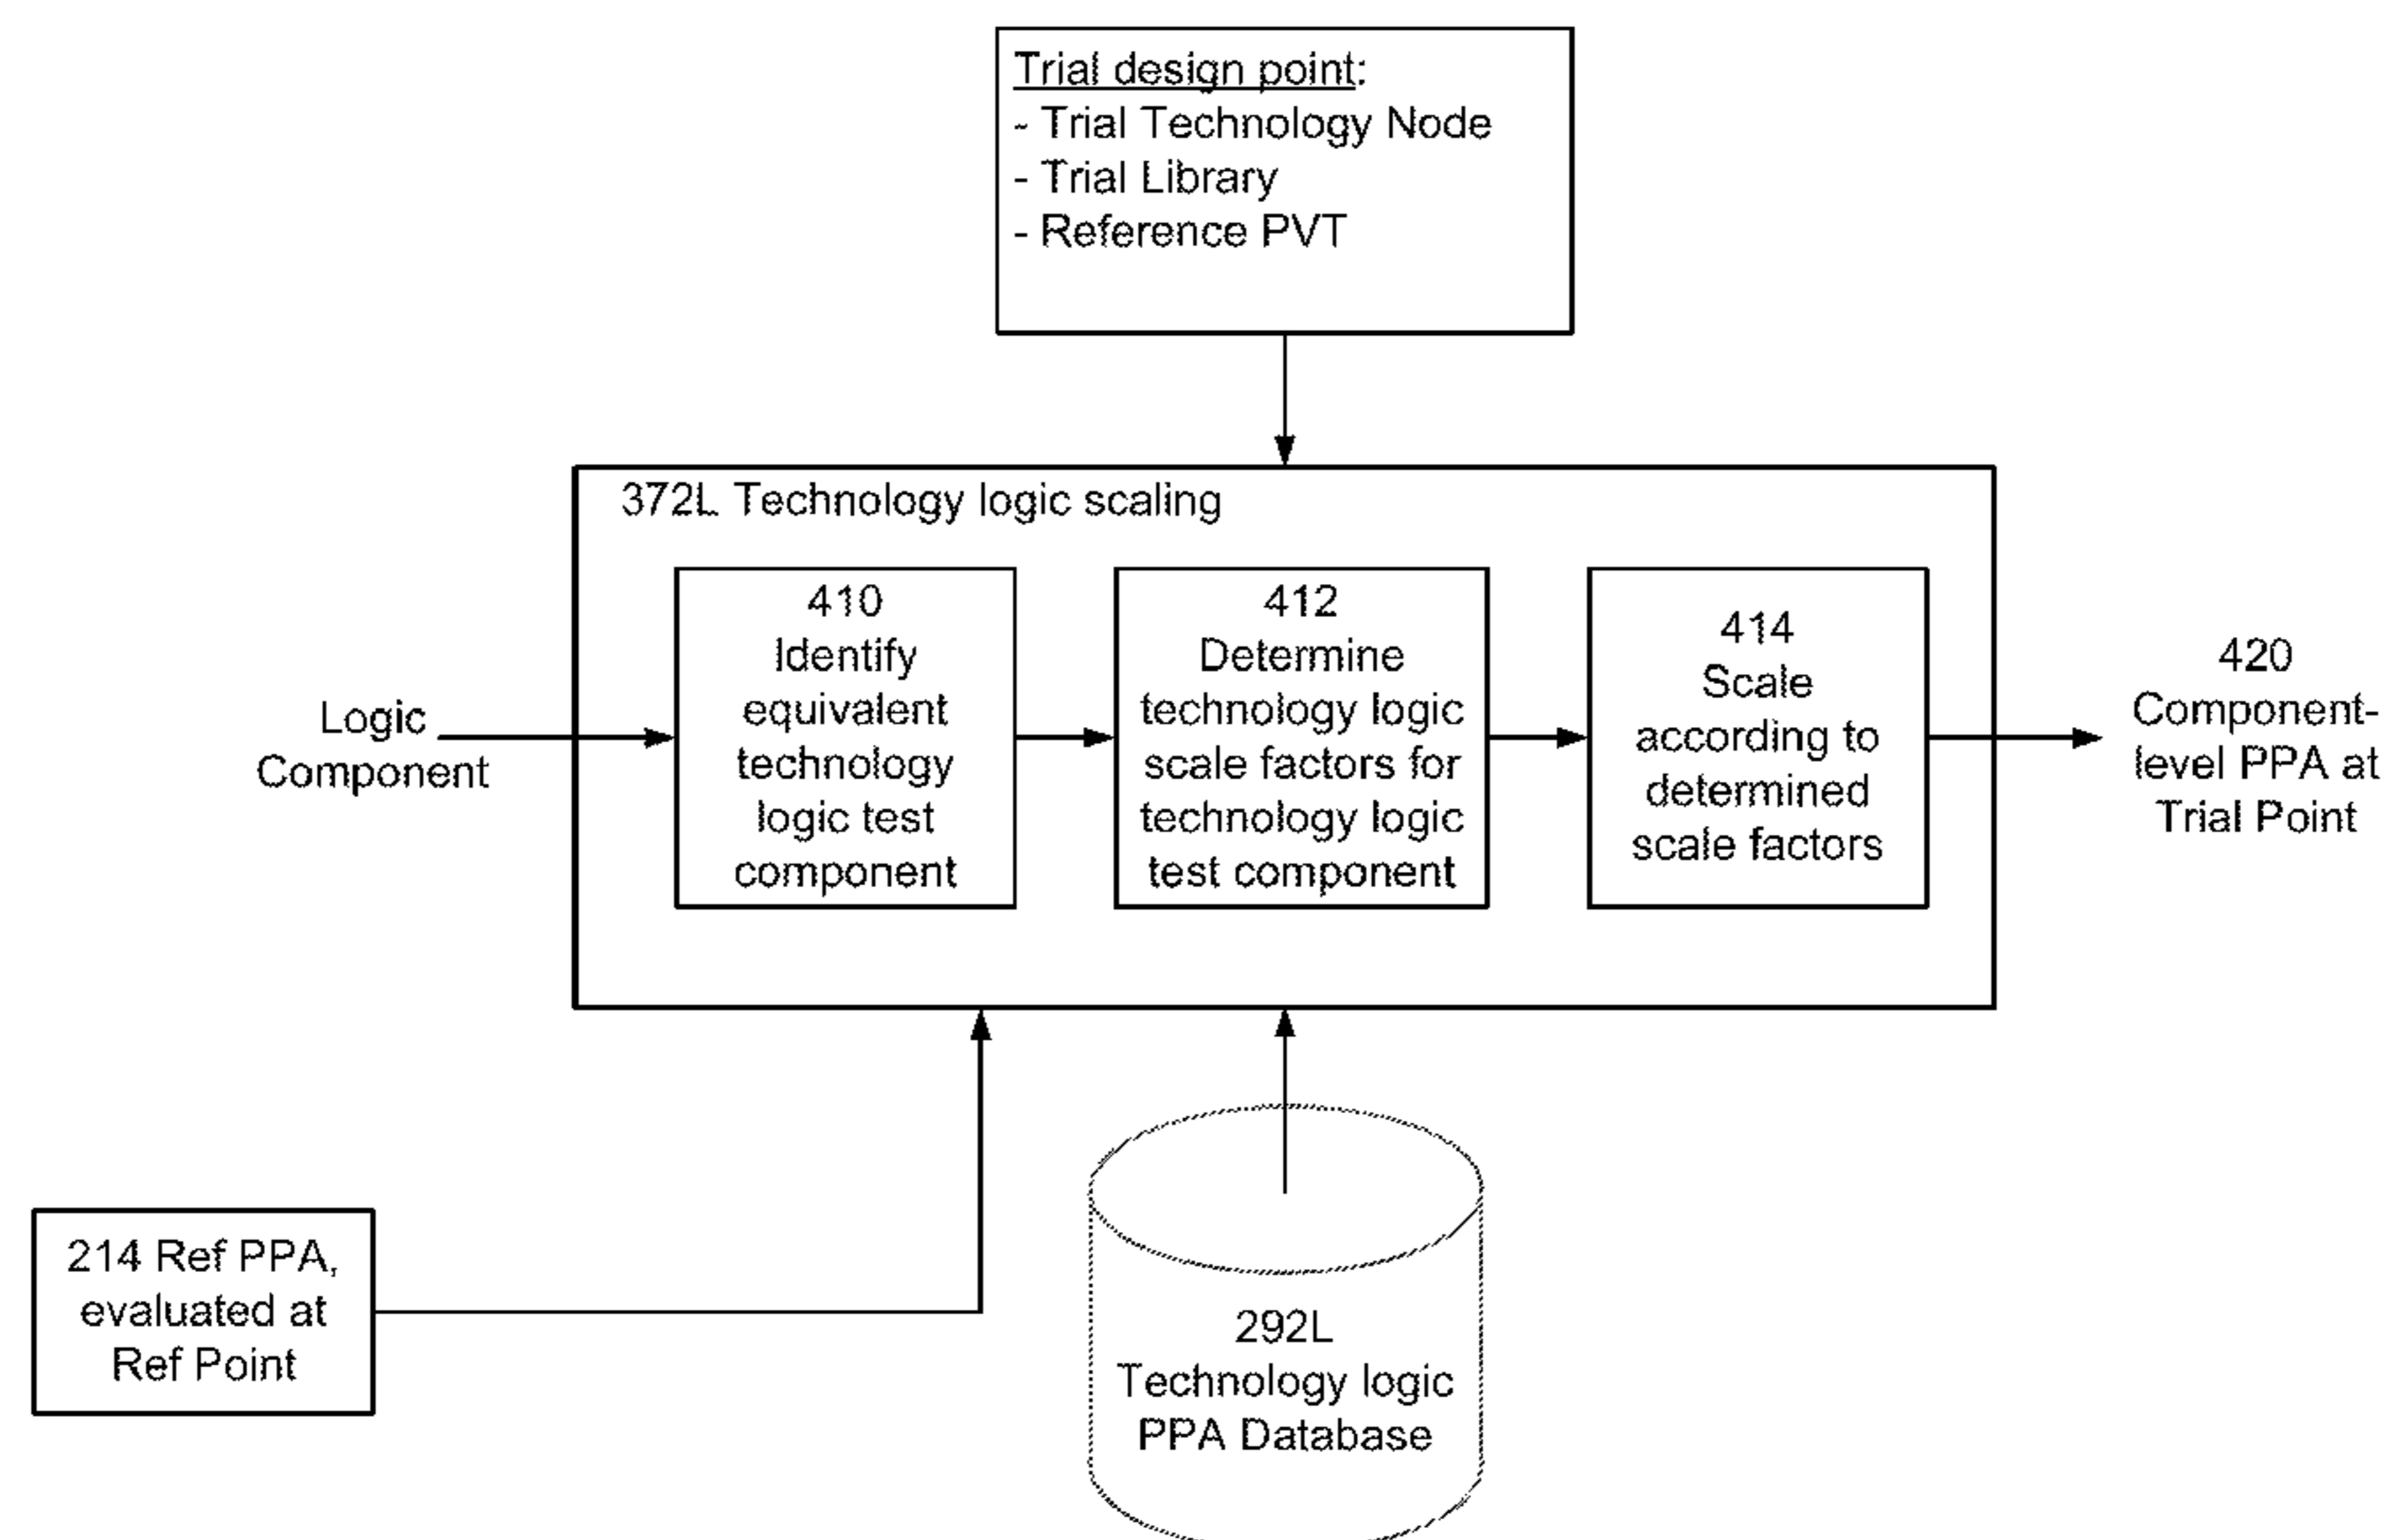 Trial design point:
- Trial Technology Node
- Trial Library
- Reference PVT
372L Technology logic scaling
Logic
Component
410
Identify
equivalent
technology
logic test
component
412
Determine
technology logic
scale factors for
technology logic
test component
414
Scale
according to
determined
scale factors
420
Component-
level PPA at
Trial Point
214 Ref PPA,
evaluated at
Ref Point
292L
Technology logic
PPA Database